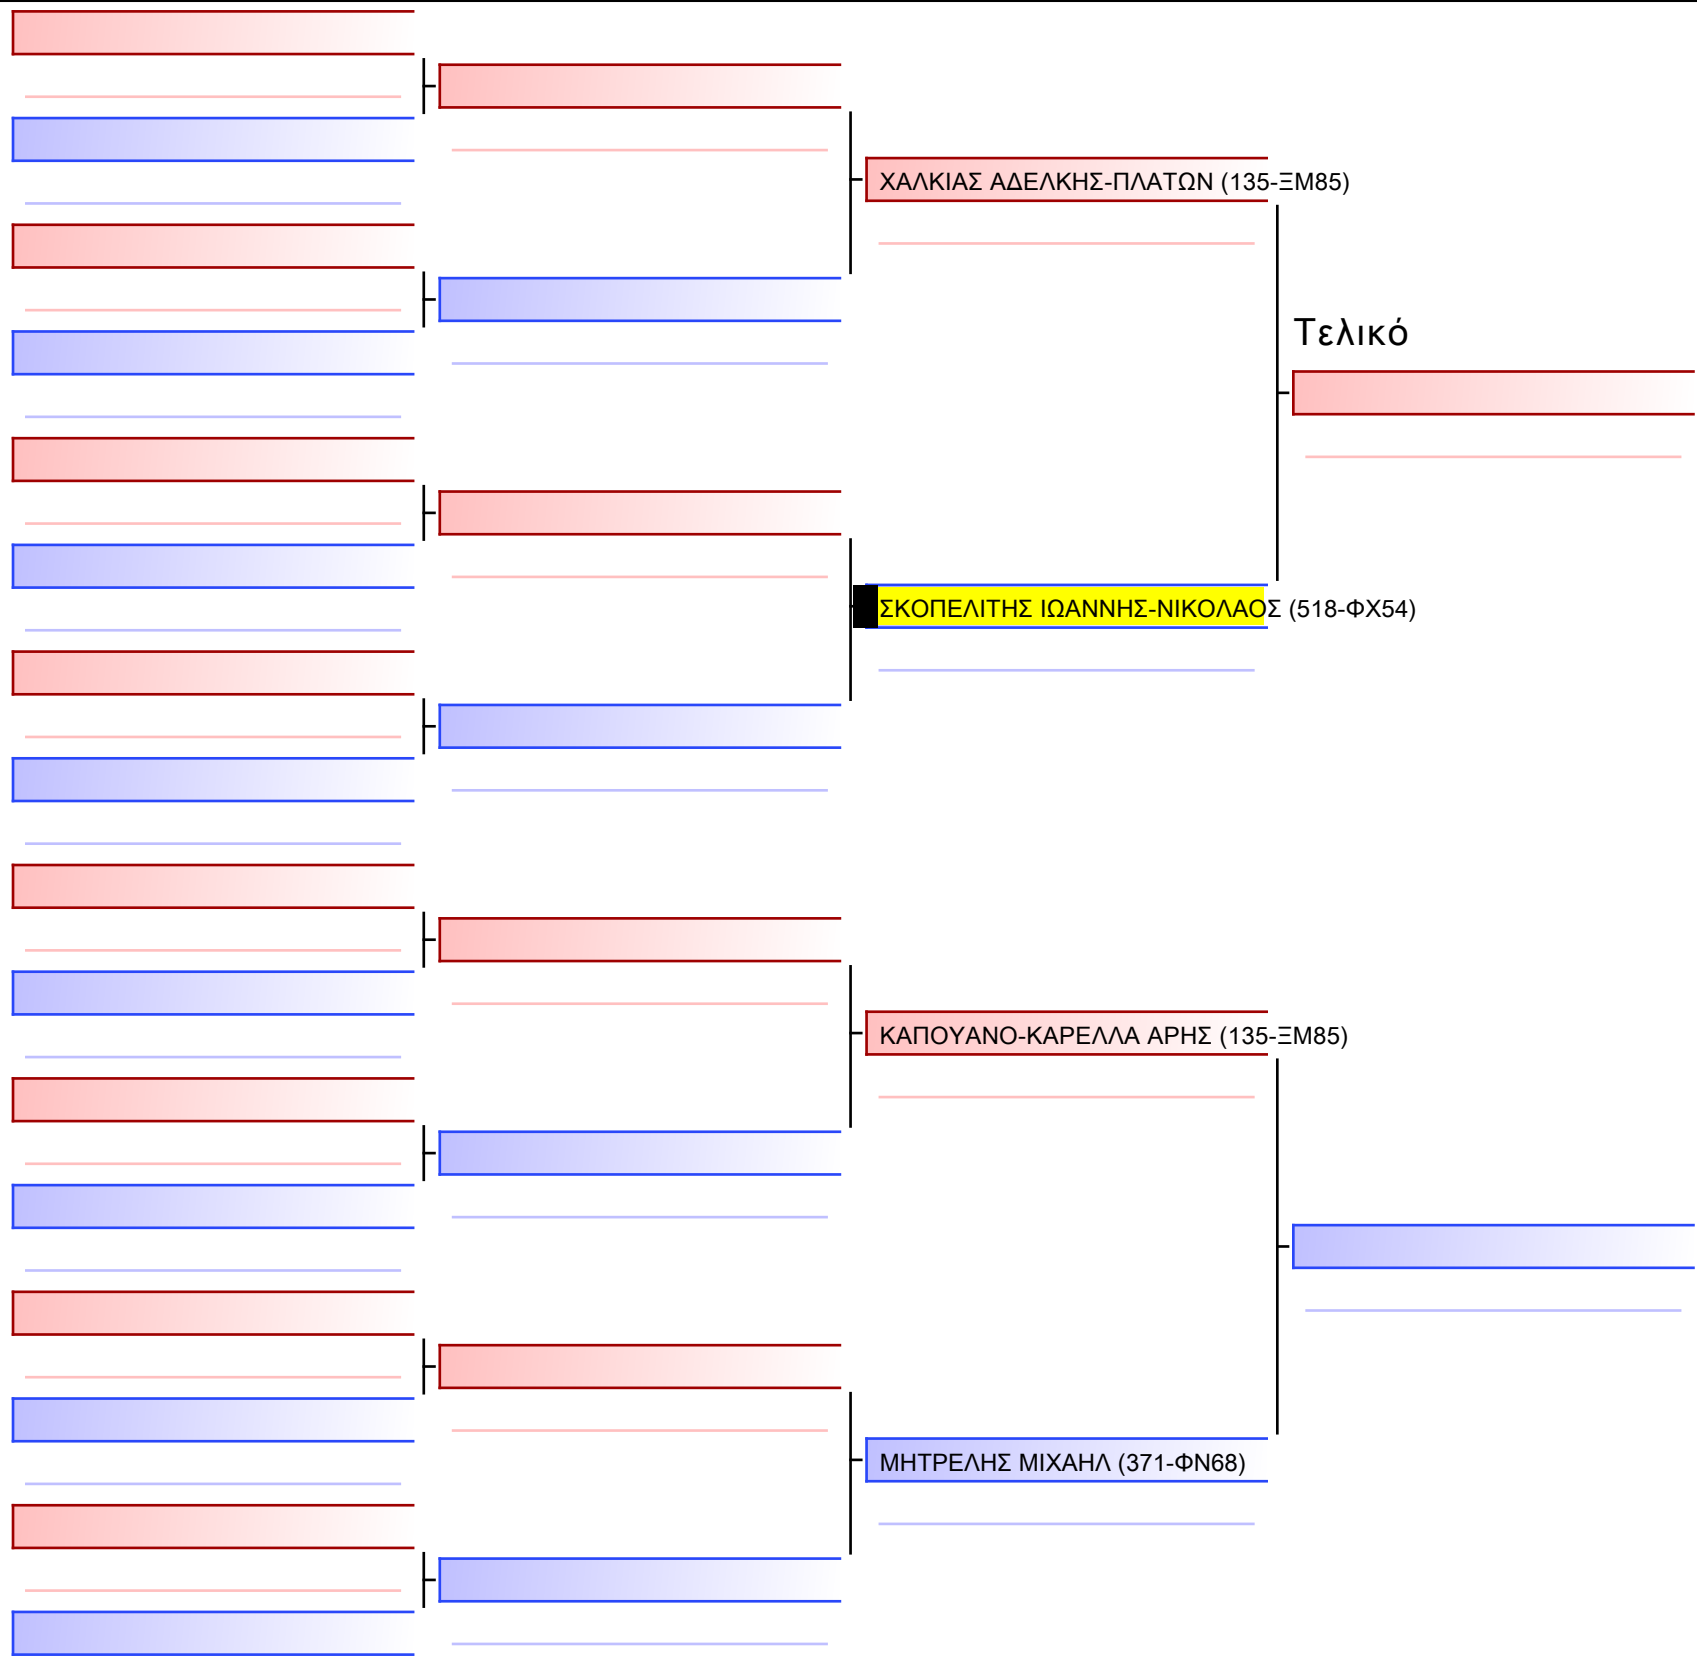 ΧΑΛΚΙΑΣ ΑΔΕΛΚΗΣ-ΠΛΑΤΩΝ (135-ΞΜ85)
Τελικό
ΣΚΟΠΕΛΙΤΗΣ ΙΩΑΝΝΗΣ-ΝΙΚΟΛΑΟΣ (518-ΦΧ54)
ΚΑΠΟΥΑΝΟ-ΚΑΡΕΛΛΑ ΑΡΗΣ (135-ΞΜ85)
ΜΗΤΡΕΛΗΣ ΜΙΧΑΗΛ (371-ΦΝ68)